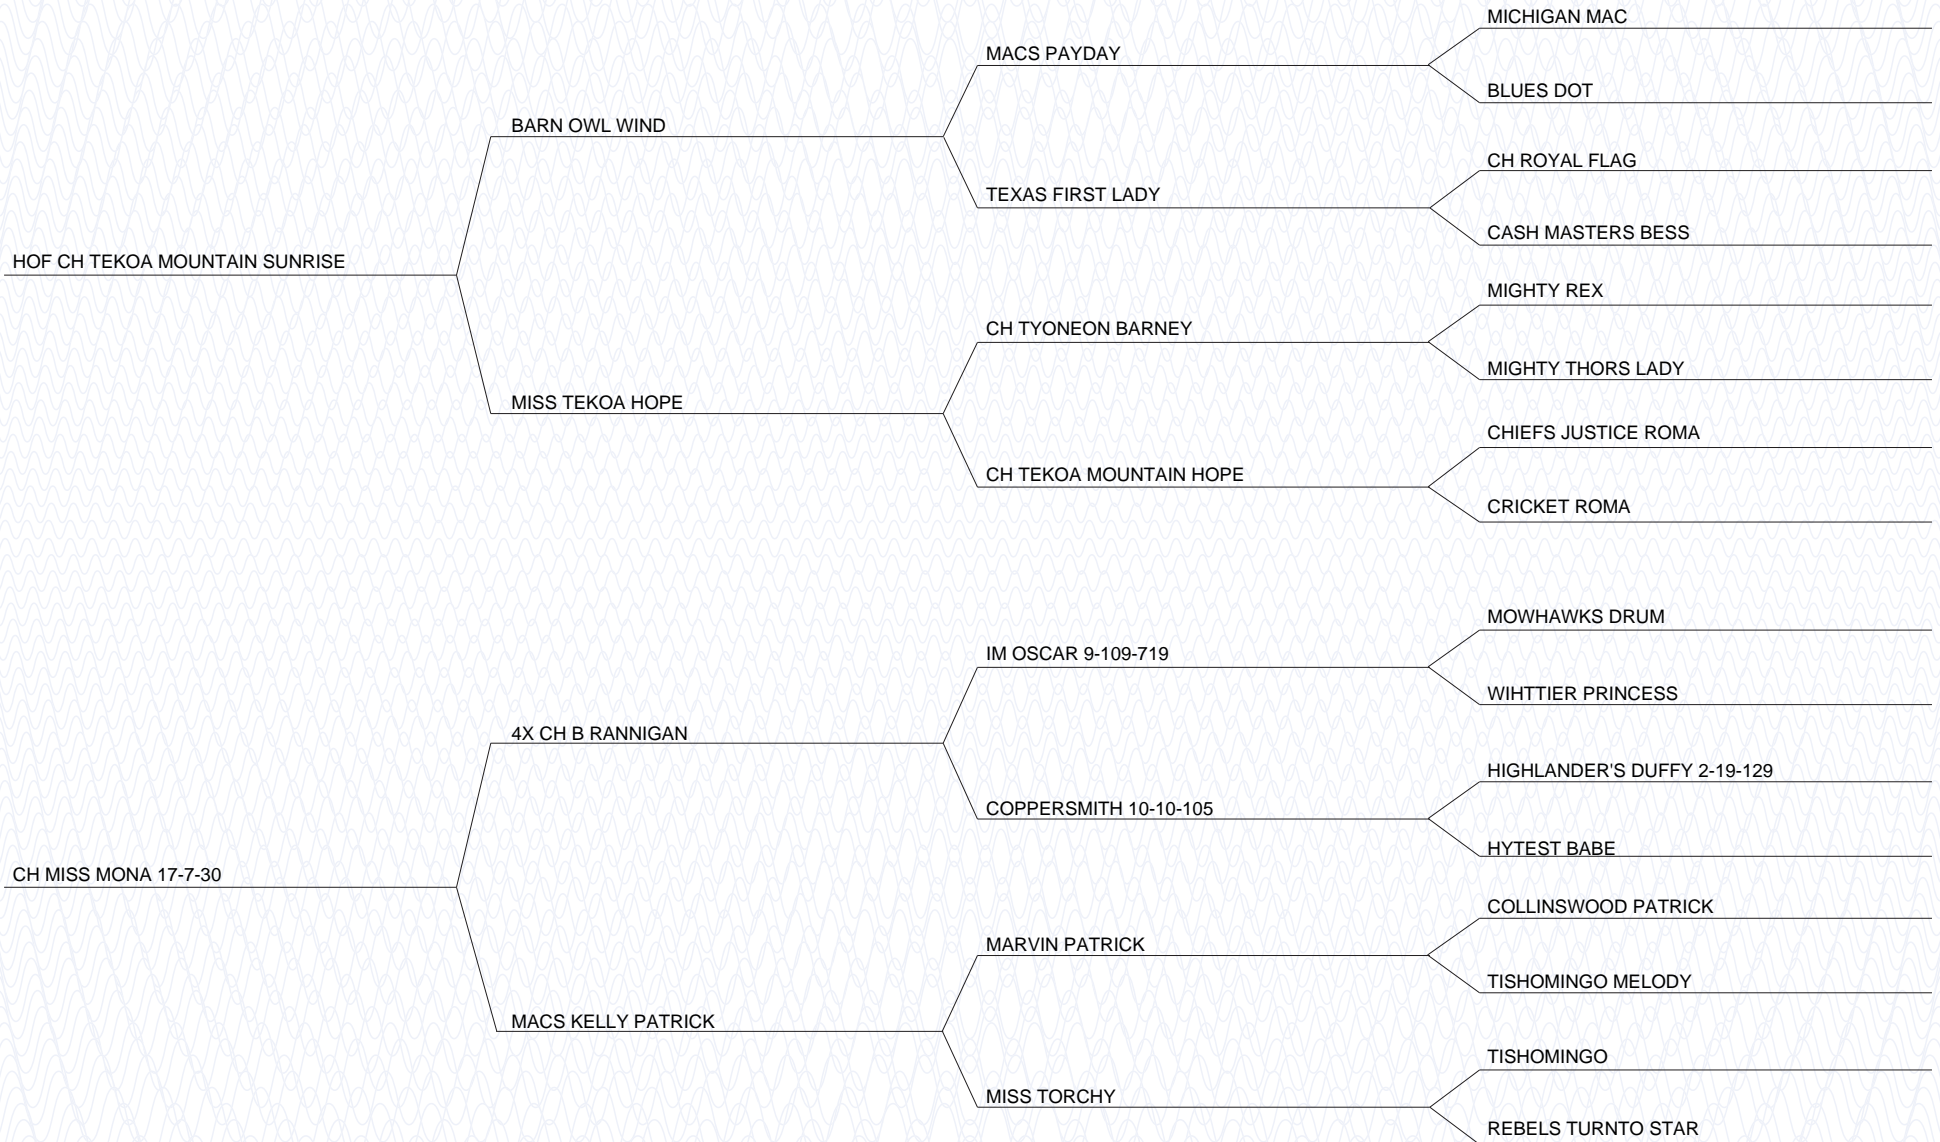 MICHIGAN MAC
MACS PAYDAY
BLUES DOT
BARN OWL WIND
CH ROYAL FLAG
TEXAS FIRST LADY
CASH MASTERS BESS
HOF CH TEKOA MOUNTAIN SUNRISE
MIGHTY REX
CH TYONEON BARNEY
MIGHTY THORS LADY
MISS TEKOA HOPE
CHIEFS JUSTICE ROMA
CH TEKOA MOUNTAIN HOPE
CRICKET ROMA
MOWHAWKS DRUM
IM OSCAR 9-109-719
WIHTTIER PRINCESS
4X CH B RANNIGAN
HIGHLANDER'S DUFFY 2-19-129
COPPERSMITH 10-10-105
HYTEST BABE
CH MISS MONA 17-7-30
COLLINSWOOD PATRICK
MARVIN PATRICK
TISHOMINGO MELODY
MACS KELLY PATRICK
TISHOMINGO
MISS TORCHY
REBELS TURNTO STAR